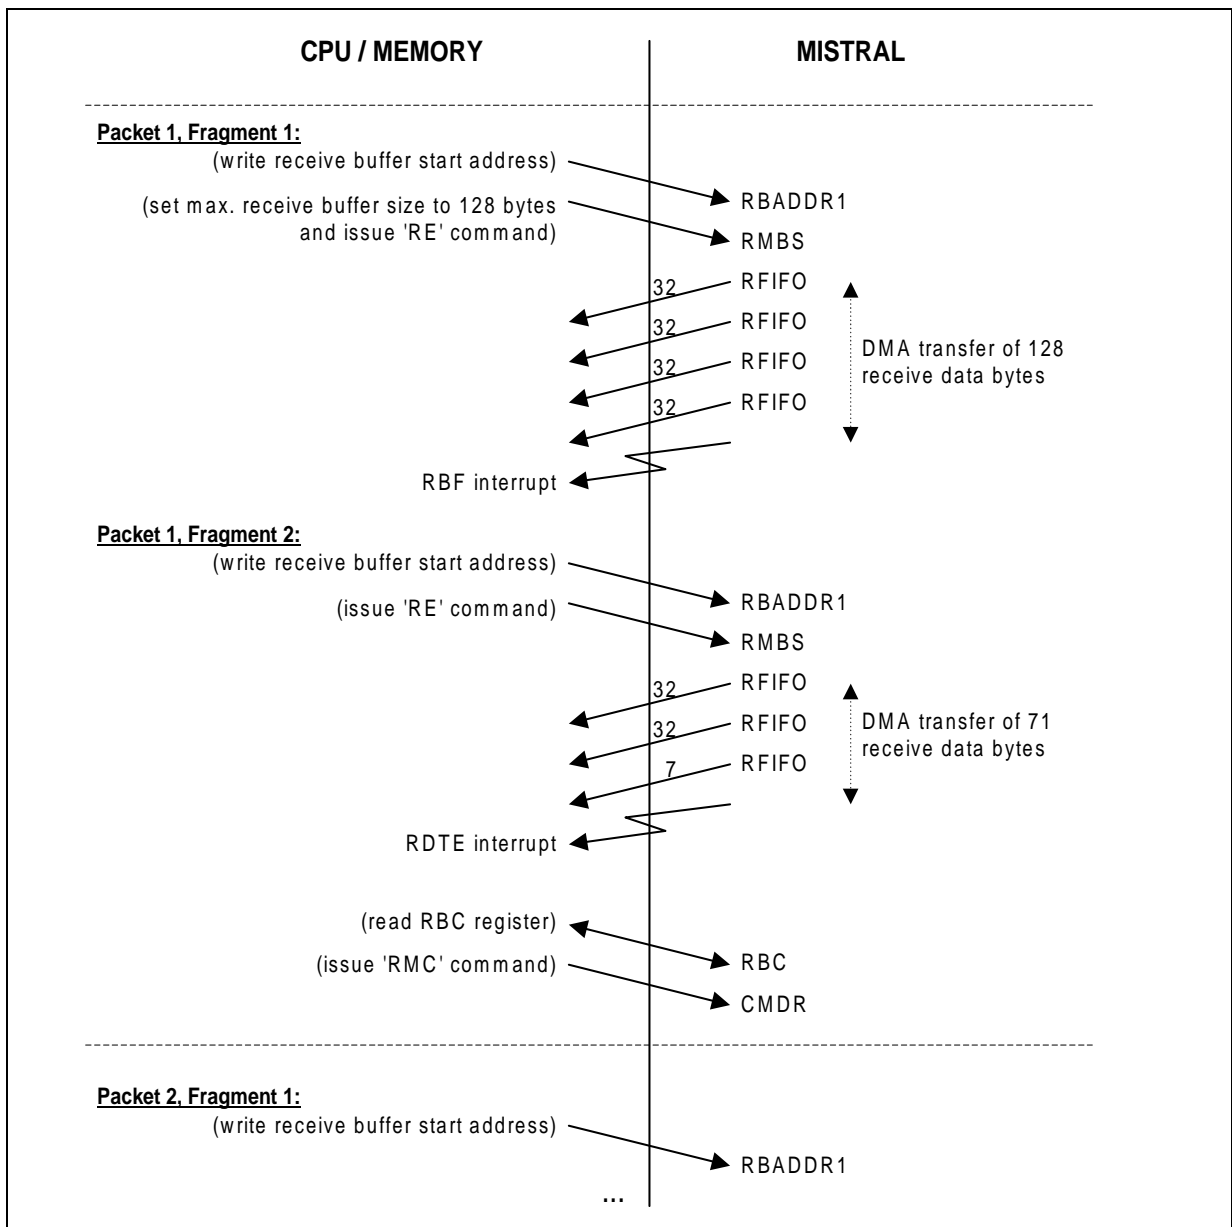 CPU / MEMORY
MISTRAL
Packet 1, Fragment 1:
(write receive buffer start address)
RBADDR1
(set max. receive buffer size to 128 bytes
and issue 'RE' command)
RMBS
32
RFIFO
32
RFIFO
32
RFIFO
32
RFIFO
DMA transfer of 128
receive data bytes
RBF interrupt
Packet 1, Fragment 2:
(write receive buffer start address)
RBADDR1
(issue 'RE' command)
RMBS
32
RFIFO
32
RFIFO
7
RFIFO
DMA transfer of 71
receive data bytes
RDTE interrupt
(read RBC register)
RBC
(issue 'RMC' command)
CMDR
Packet 2, Fragment 1:
(write receive buffer start address)
RBADDR1
...